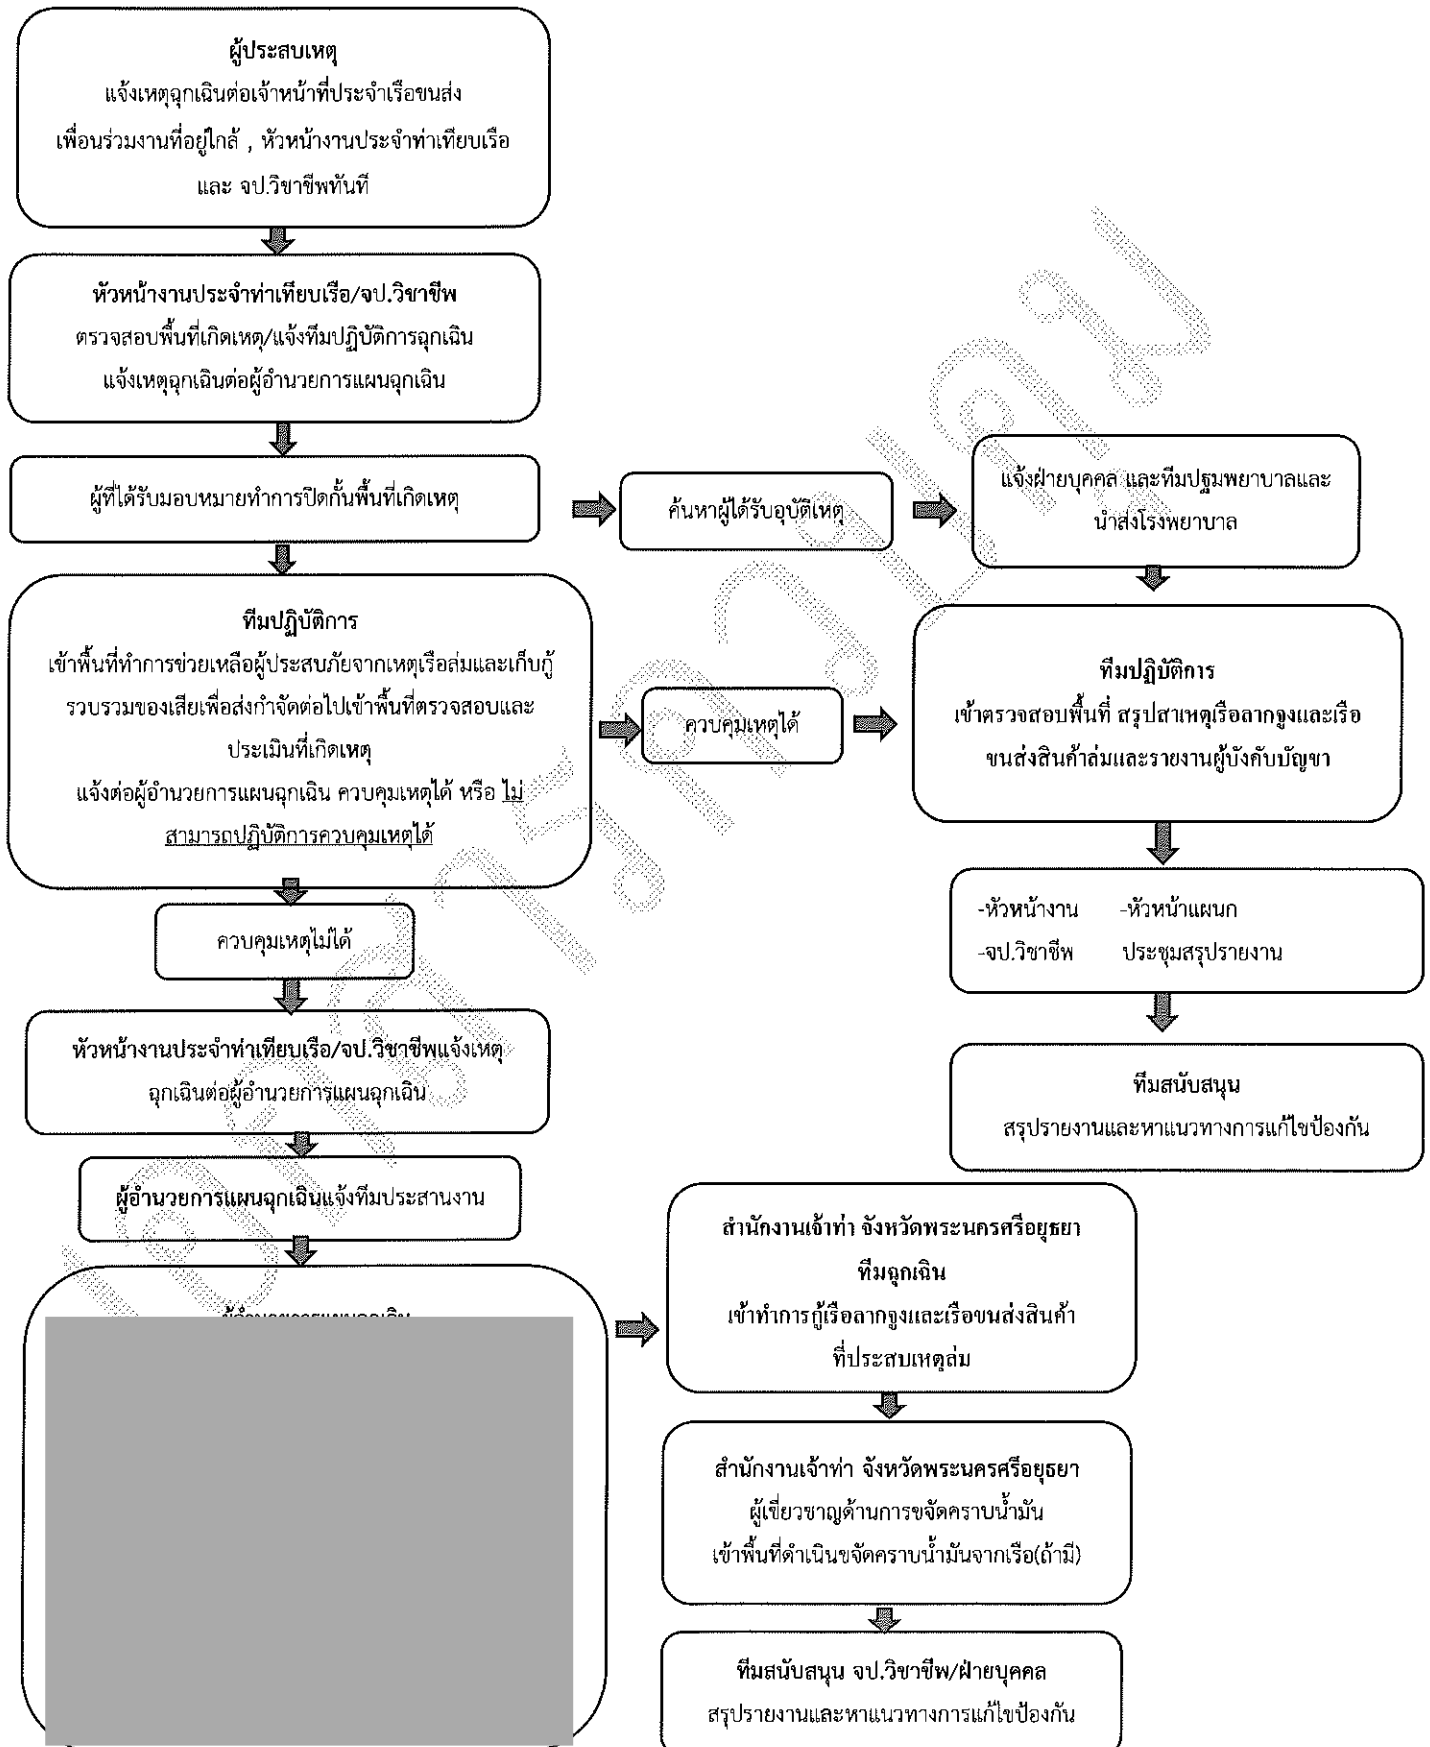 ผู้ประสบเหตุ
แจ้งเหตุฉุกเฉินต่อเจ้าหน้าที่ประจำเรือขนส่ง
เพื่อนร่วมงานที่อยู่ใกล้ , หัวหน้างานประจำท่าเทียบเรือ
และ จป.วิชาชีพทันที
หัวหน้างานประจำท่าเทียบเรือ/จป.วิชาชีพ
ตรวจสอบพื้นที่เกิดเหตุ/แจ้งทีมปฏิบัติการฉุกเฉิน
แจ้งเหตุฉุกเฉินต่อผู้อำนวยการแผนฉุกเฉิน
ผู้ที่ได้รับมอบหมายทำการปิดกั้นพื้นที่เกิดเหตุ
ค้นหาผู้ได้รับอุบัติเหตุ
แจ้งฝ่ายบุคคล และทีมปฐมพยาบาลและ
นำส่งโรงพยาบาล
ทีมปฏิบัติการ
เข้าพื้นที่ทำการช่วยเหลือผู้ประสบภัยจากเหตุเรือล่มและเก็บกู้
รวบรวมของเสียเพื่อส่งกำจัดต่อไปเข้าพื้นที่ตรวจสอบและ
ประเมินที่เกิดเหตุ
แจ้งต่อผู้อำนวยการแผนฉุกเฉิน ควบคุมเหตุได้ หรือ ไม่
สามารถปฏิบัติการควบคุมเหตุได้
ควบคุมเหตุได้
ทีมปฏิบัติการ
เข้าตรวจสอบพื้นที่ สรุปสาเหตุเรือลากจูงและเรือ
ขนส่งสินค้าล่มและรายงานผู้บังคับบัญชา
-หัวหน้างาน -หัวหน้าแผนก
-จป.วิชาชีพ ประชุมสรุปรายงาน
ทีมสนับสนุน
สรุปรายงานและหาแนวทางการแก้ไขป้องกัน
ควบคุมเหตุไม่ได้
หัวหน้างานประจำท่าเทียบเรือ/จป.วิชาชีพแจ้งเหตุ
ฉุกเฉินต่อผู้อำนวยการแผนฉุกเฉิน
ผู้อำนวยการแผนฉุกเฉินแจ้งทีมประสานงาน
สำนักงานเจ้าท่า จังหวัดพระนครศรีอยุธยา
ทีมฉุกเฉิน
เข้าทำการกู้เรือลากจูงและเรือขนส่งสินค้า
ที่ประสบเหตุล่ม
สำนักงานเจ้าท่า จังหวัดพระนครศรีอยุธยา
ผู้เชี่ยวชาญด้านการขจัดคราบน้ำมัน
เข้าพื้นที่ดำเนินขจัดคราบน้ำมันจากเรือ(ถ้ามี)
ทีมสนับสนุน จป.วิชาชีพ/ฝ่ายบุคคล
สรุปรายงานและหาแนวทางการแก้ไขป้องกัน